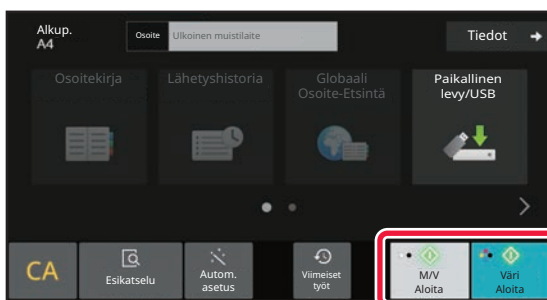 Alkup.
A4
Osoite
Ulkoinen muistilaite
Tiedot
Osoitekirja
Lähetyshistoria
Globaali
Osoite-Etsintä
Paikallinen
levy/USB
CA
Esikatselu
Autom.
asetus
Viimeiset
työt
M/V
Aloita
Väri
Aloita